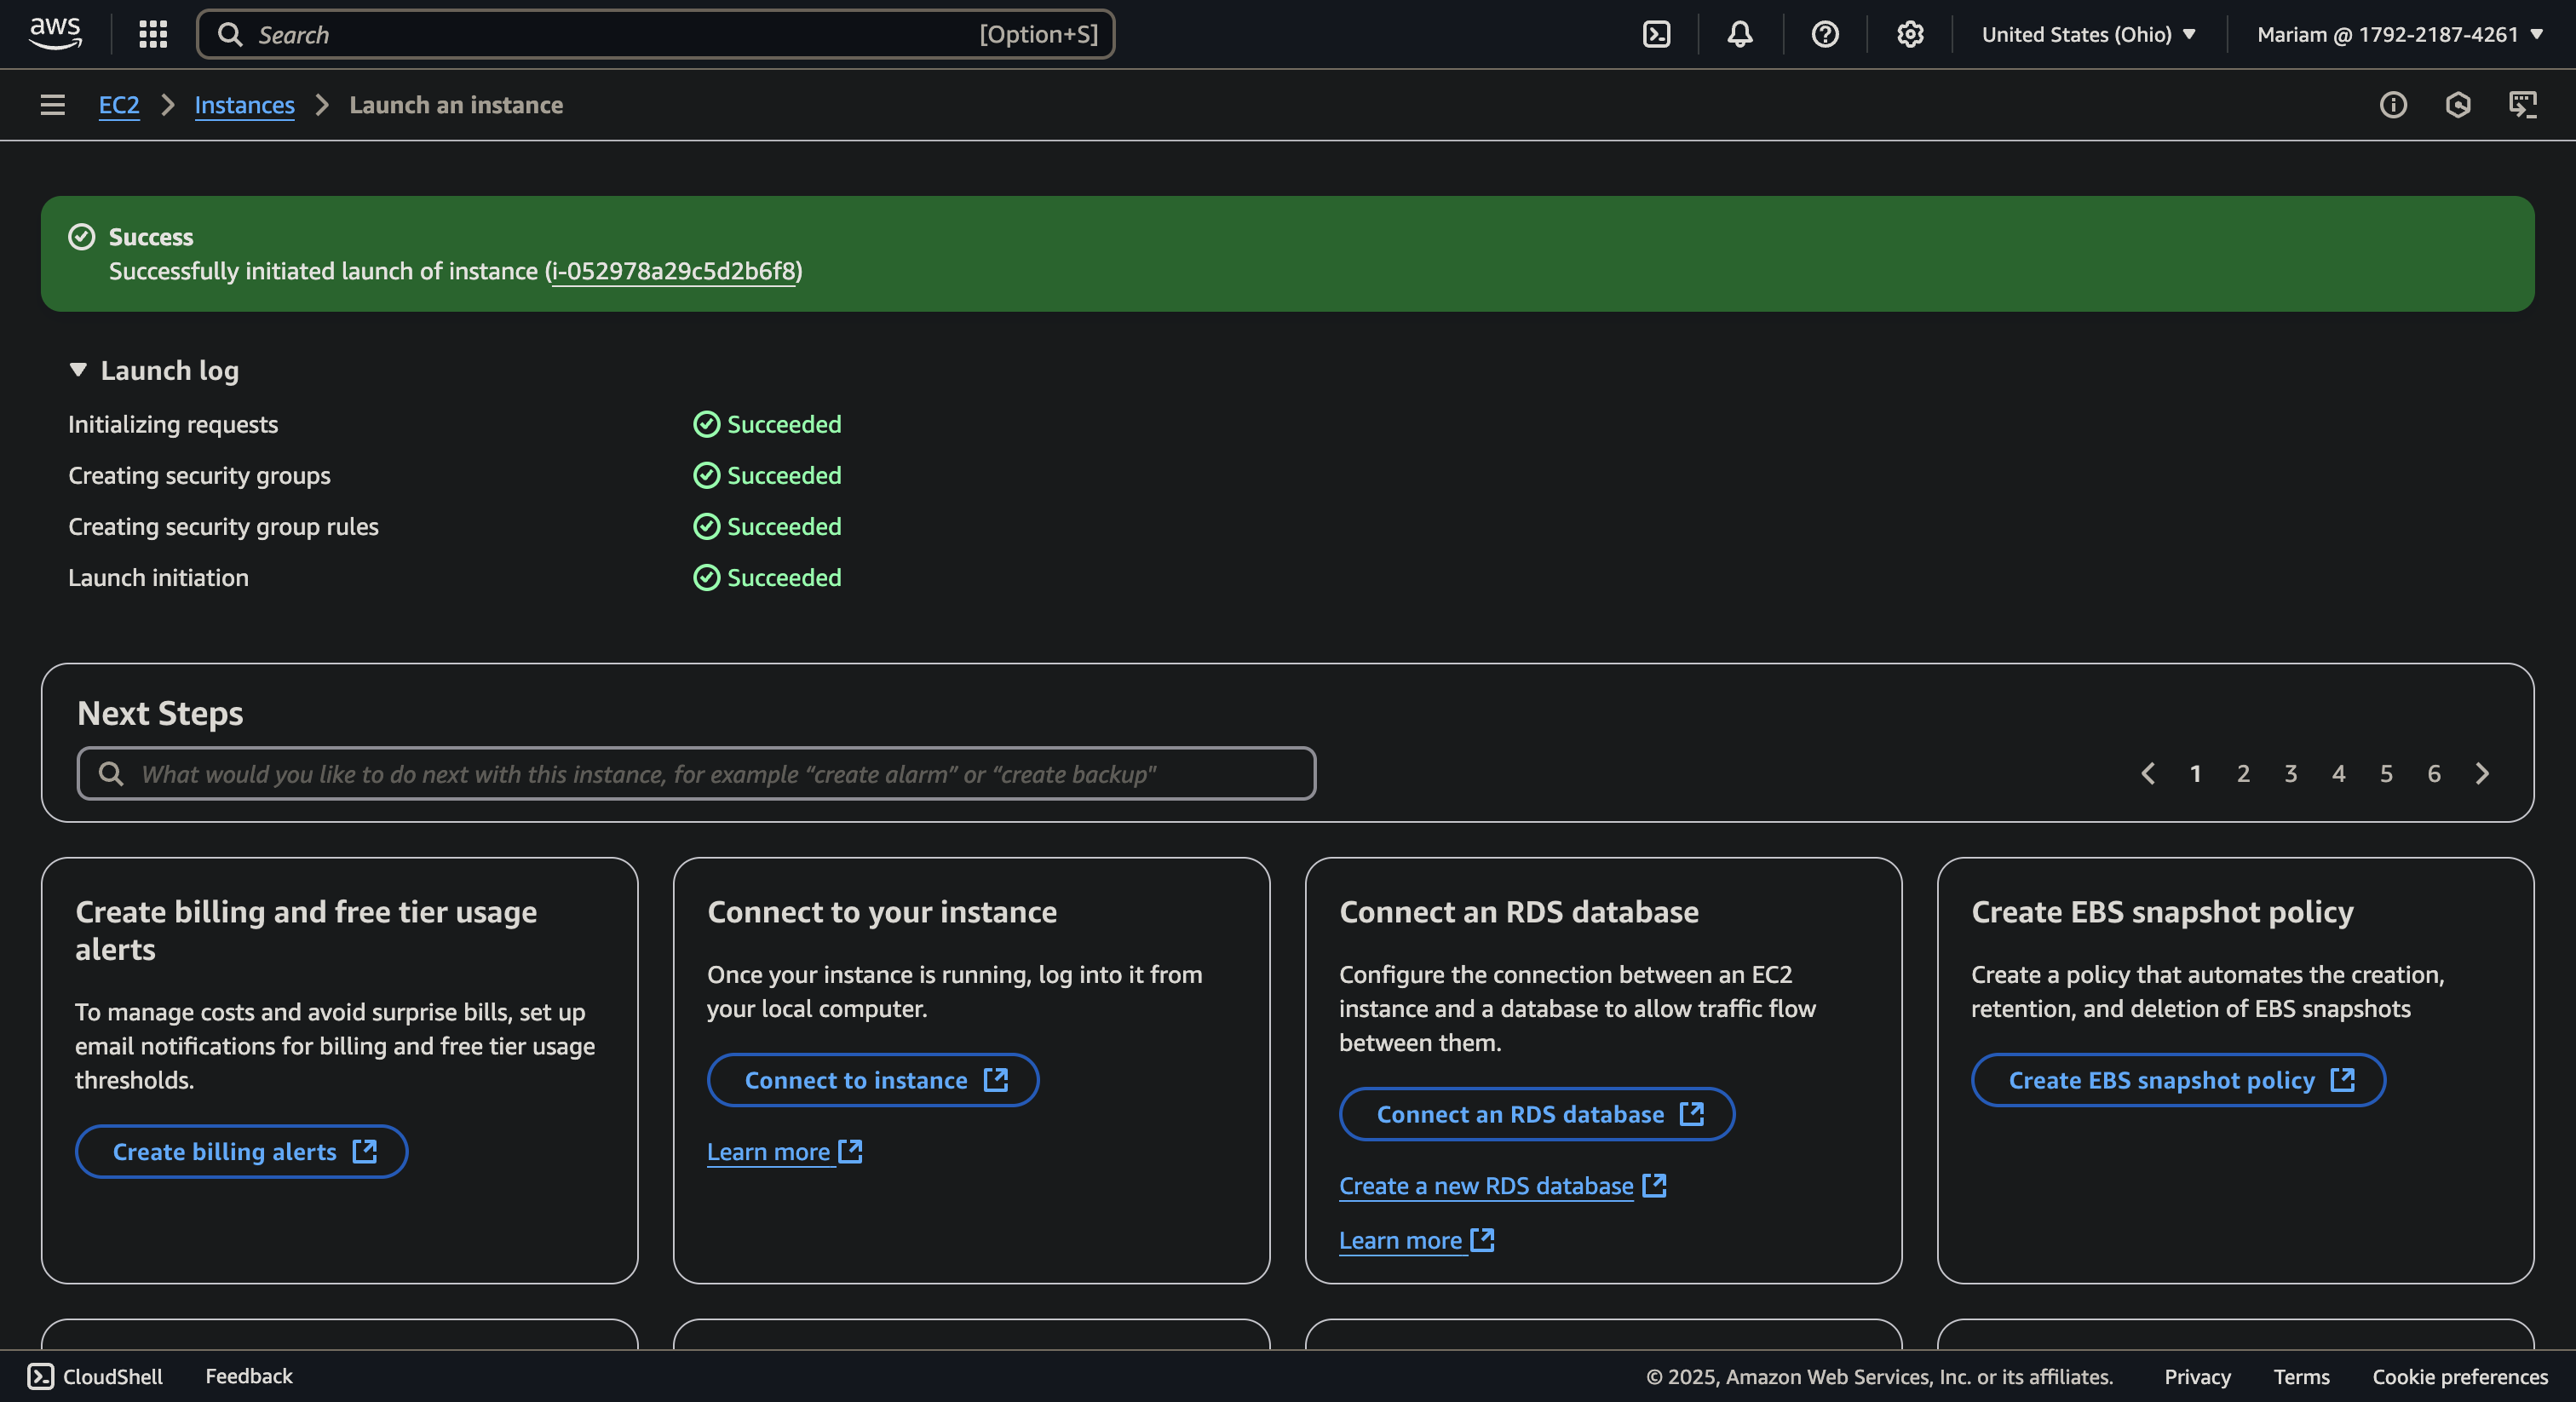 aws
Search [Option+S]
United States (Ohio)
Mariam @ 1792-2187-4261
EC2 Instances Launch an instance
Success
Successfully initiated launch of instance (i-052978a29c5d2b6f8)
Launch log
Initializing requests Succeeded
Creating security groups Succeeded
Creating security group rules Succeeded
Launch initiation Succeeded
Next Steps
What would you like to do next with this instance, for example “create alarm” or “create backup"
1 2 3 4 5 6
Create billing and free tier usage
alerts
To manage costs and avoid surprise bills, set up
email notifications for billing and free tier usage
thresholds.
Create billing alerts
Connect to your instance
Once your instance is running, log into it from
your local computer.
Connect to instance
Learn more
Connect an RDS database
Configure the connection between an EC2
instance and a database to allow traffic flow
between them.
Connect an RDS database
Create a new RDS database
Learn more
Create EBS snapshot policy
Create a policy that automates the creation,
retention, and deletion of EBS snapshots
Create EBS snapshot policy
CloudShell Feedback
© 2025, Amazon Web Services, Inc. or its affiliates. Privacy Terms Cookie preferences